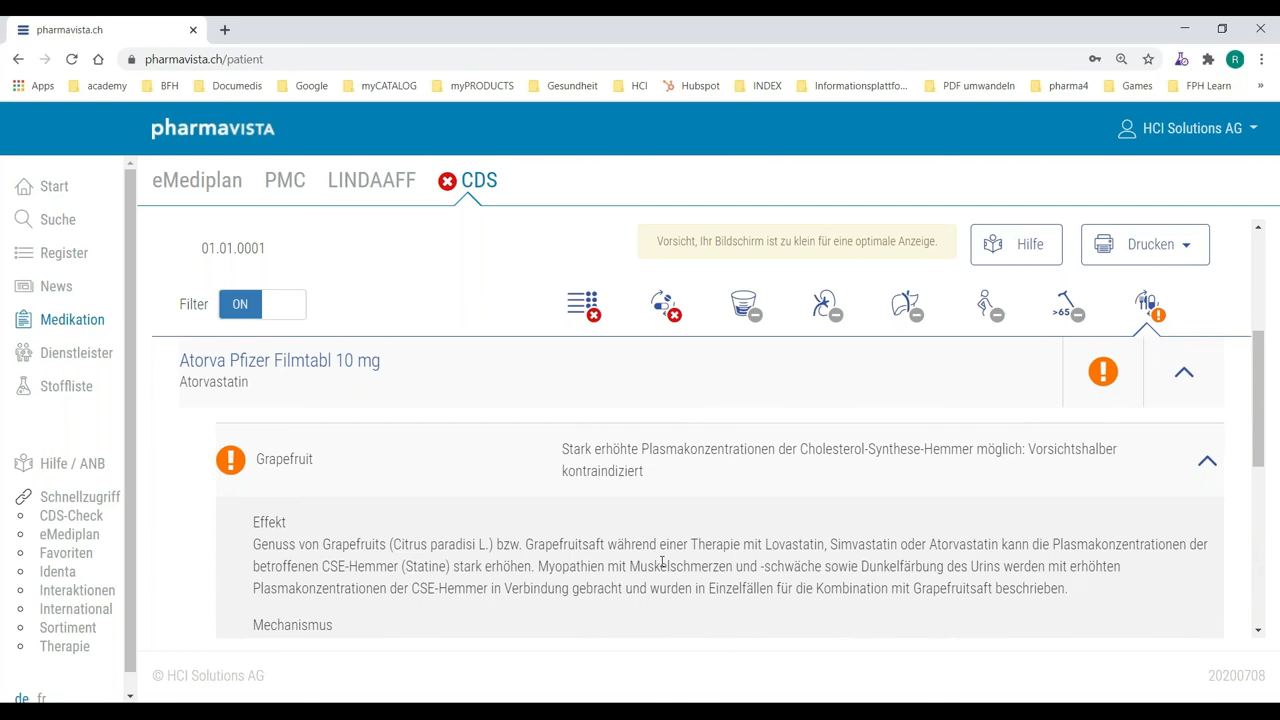 pharmavista.ch
pharmavista.ch/patient
R
Apps academy BFH Documedis Google myCATALOG myPRODUCTS Gesundheit HCI Hubspot INDEX Informationsplattfo... PDF umwandeln pharma4 Games FPH Learn »
pharmaVISTA
HCI Solutions AG
Start
Suche
Register
News
Medikation
Dienstleister
Stoffliste
Hilfe / ANB
Schnellzugriff
CDS-Check
eMediplan
Favoriten
Identa
Interaktionen
International
Sortiment
Therapie
de fr
eMediplan PMC LINDAAFF CDS
01.01.0001
Vorsicht, Ihr Bildschirm ist zu klein für eine optimale Anzeige.
Hilfe
Drucken
Filter ON
>65
Atorva Pfizer Filmtabl 10 mg
Atorvastatin
Grapefruit
Stark erhöhte Plasmakonzentrationen der Cholesterol-Synthese-Hemmer möglich: Vorsichtshalber
kontraindiziert
Effekt
Genuss von Grapefruits (Citrus paradisi L.) bzw. Grapefruitsaft während einer Therapie mit Lovastatin, Simvastatin oder Atorvastatin kann die Plasmakonzentrationen der
betroffenen CSE-Hemmer (Statine) stark erhöhen. Myopathien mit Muskelschmerzen und -schwäche sowie Dunkelfärbung des Urins werden mit erhöhten
Plasmakonzentrationen der CSE-Hemmer in Verbindung gebracht und wurden in Einzelfällen für die Kombination mit Grapefruitsaft beschrieben.
Mechanismus
© HCI Solutions AG
20200708